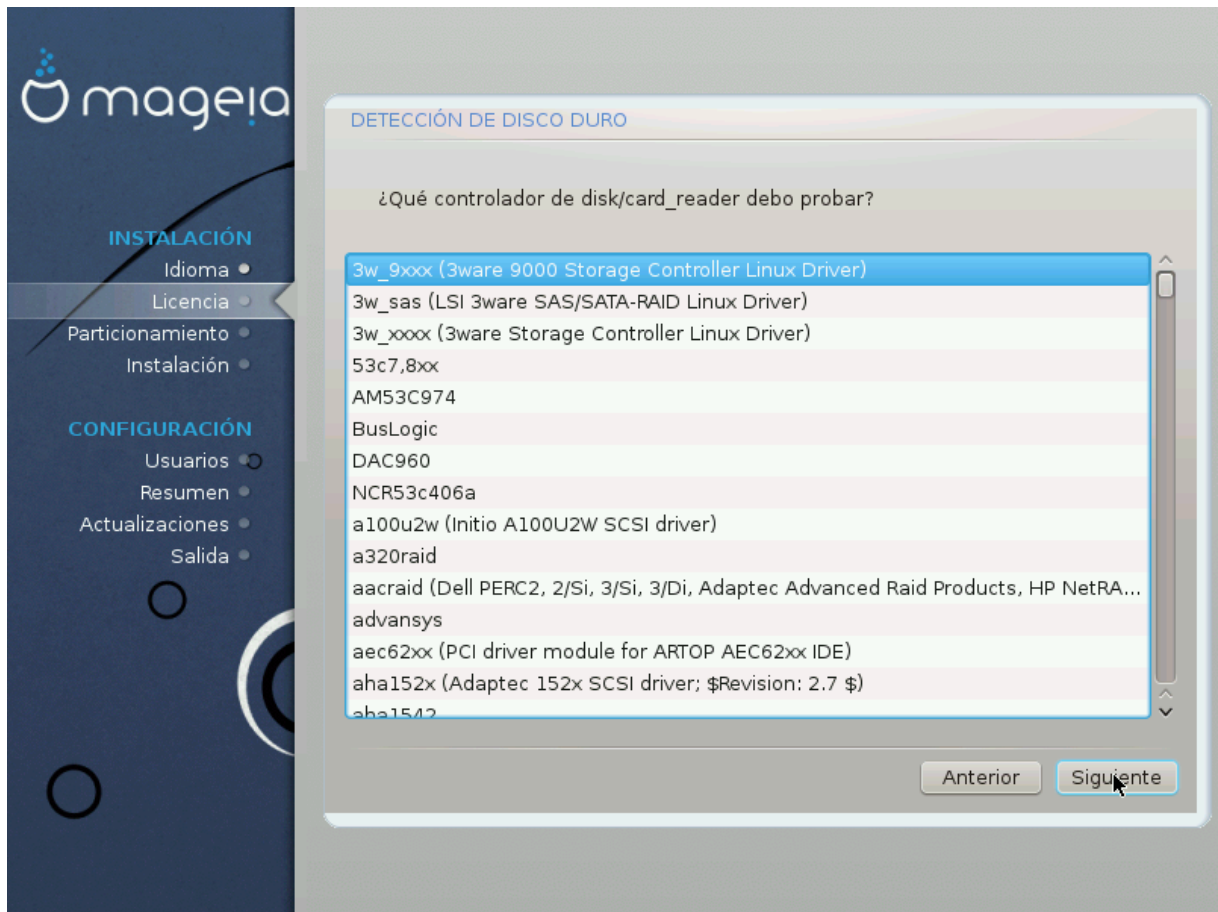 mageia
INSTALACIÓN
Idioma
Licencia
Particionamiento
Instalación
CONFIGURACIÓN
Usuarios
Resumen
Actualizaciones
Salida
DETECCIÓN DE DISCO DURO
¿Qué controlador de disk/card_reader debo probar?
3w_9xxx (3ware 9000 Storage Controller Linux Driver)
3w_sas (LSI 3ware SAS/SATA-RAID Linux Driver)
3w_xxxx (3ware Storage Controller Linux Driver)
53c7,8xx
AM53C974
BusLogic
DAC960
NCR53c406a
a100u2w (Initio A100U2W SCSI driver)
a320raid
aacraid (Dell PERC2, 2/Si, 3/Si, 3/Di, Adaptec Advanced Raid Products, HP NetRA...
advansys
aec62xx (PCI driver module for ARTOP AEC62xx IDE)
aha152x (Adaptec 152x SCSI driver; $Revision: 2.7 $)
aha1542
Anterior
Siguiente